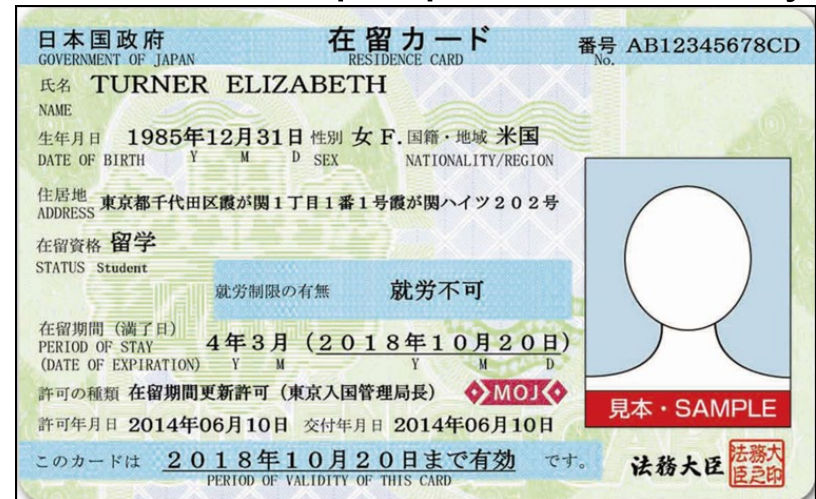 日本国政府 在留カード 番号 AB12345678CD
GOVERNMENT OF JAPAN RESIDENCE CARD No.
氏名 TURNER ELIZABETH
NAME
生年月日 1985年12月31日 性別 女 F. 国籍・地域 米国
DATE OF BIRTH Y M D SEX NATIONALITY/REGION
住居地 東京都千代田区霞が関1丁目1番1号霞が関ハイツ202号
ADDRESS
在留資格 留学
STATUS Student
就労制限の有無 就労不可
在留期間（満了日） 4年3月（2018年10月20日）
PERIOD OF STAY
(DATE OF EXPIRATION) Y M Y M D
許可の種類 在留期間更新許可（東京入国管理局長） MOJ
見本・SAMPLE
許可年月日 2014年06月10日 交付年月日 2014年06月10日
このカードは 2018年10月20日まで有効 です。
PERIOD OF VALIDITY OF THIS CARD
法務大臣 法務大臣之印